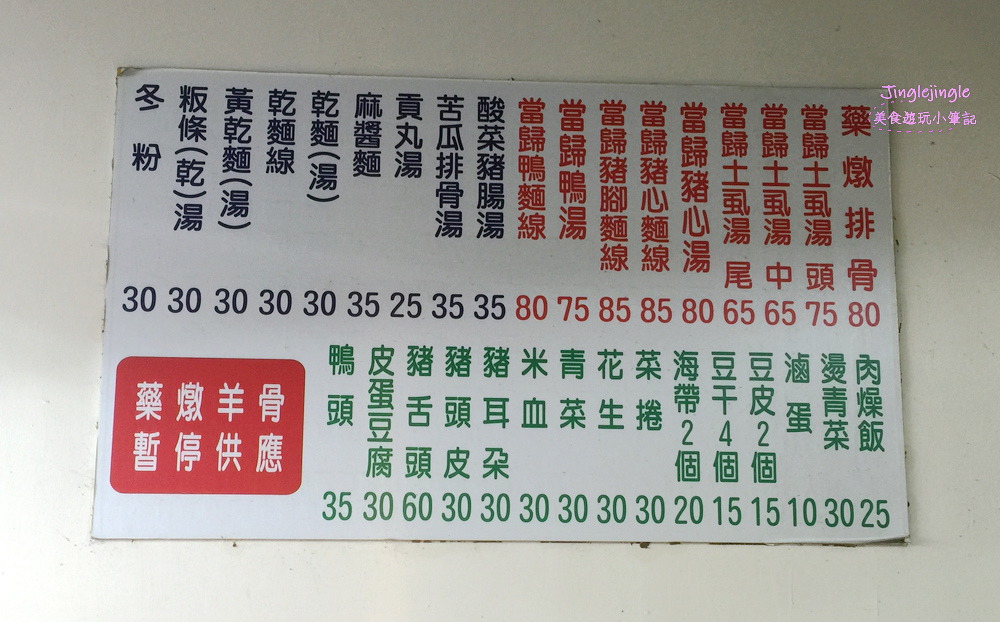 藥燉排骨 80
當歸土虱湯 頭 75
當歸土虱湯 中 65
當歸土虱湯 尾 65
當歸豬心湯 80
當歸豬心麵線 85
當歸豬腳麵線 85
當歸鴨湯 75
當歸鴨麵線 80
酸菜豬腸湯 35
苦瓜排骨湯 35
貢丸湯 25
麻醬麵 35
乾麵(湯) 30
乾麵線 30
黃乾麵(湯) 30
粄條(乾)湯 30
冬粉 30
肉燥飯 25
燙青菜 30
滷蛋 10
豆皮2個 15
豆干4個 15
海帶2個 20
菜捲 30
花生 30
青菜 30
米血 30
豬耳朶 30
豬頭皮 30
豬舌頭 60
皮蛋豆腐 30
鴨頭 35
藥燉羊骨
暫停供應
Jinglejingle
美食遊玩小筆記